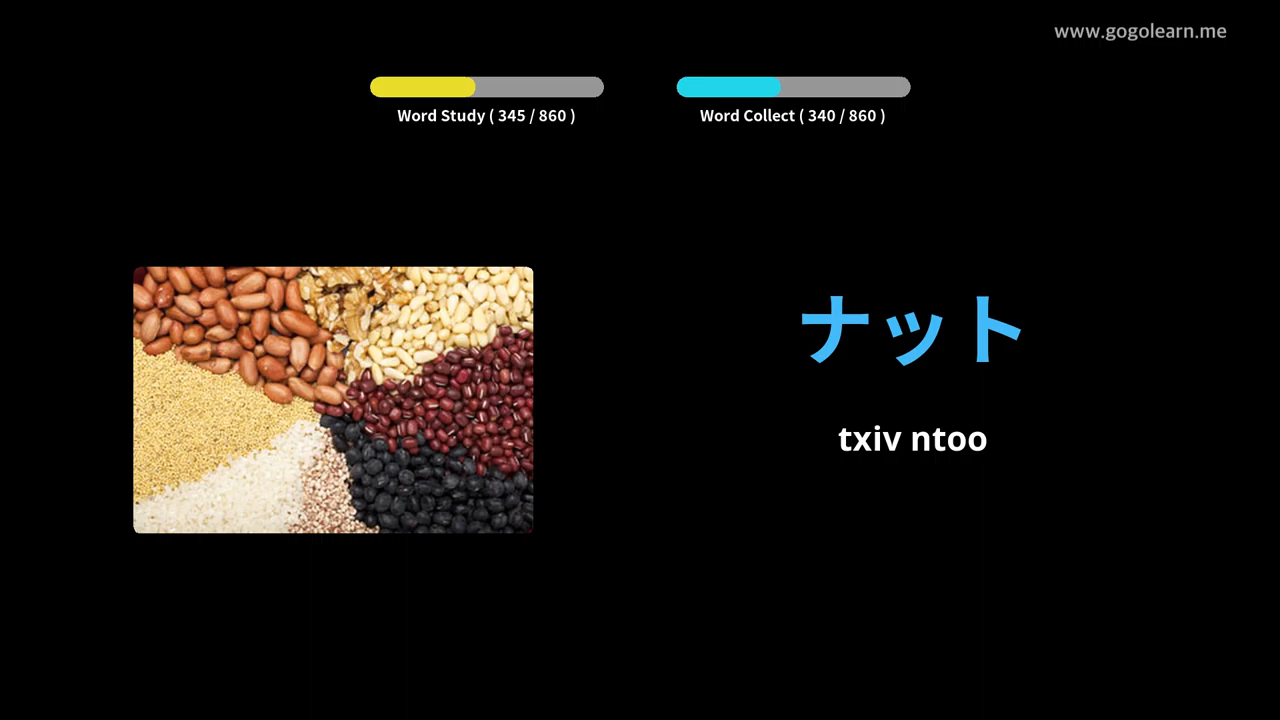 www.gogolearn.me
Word Study ( 345 / 860 )
Word Collect ( 340 / 860 )
ナット
txiv ntoo